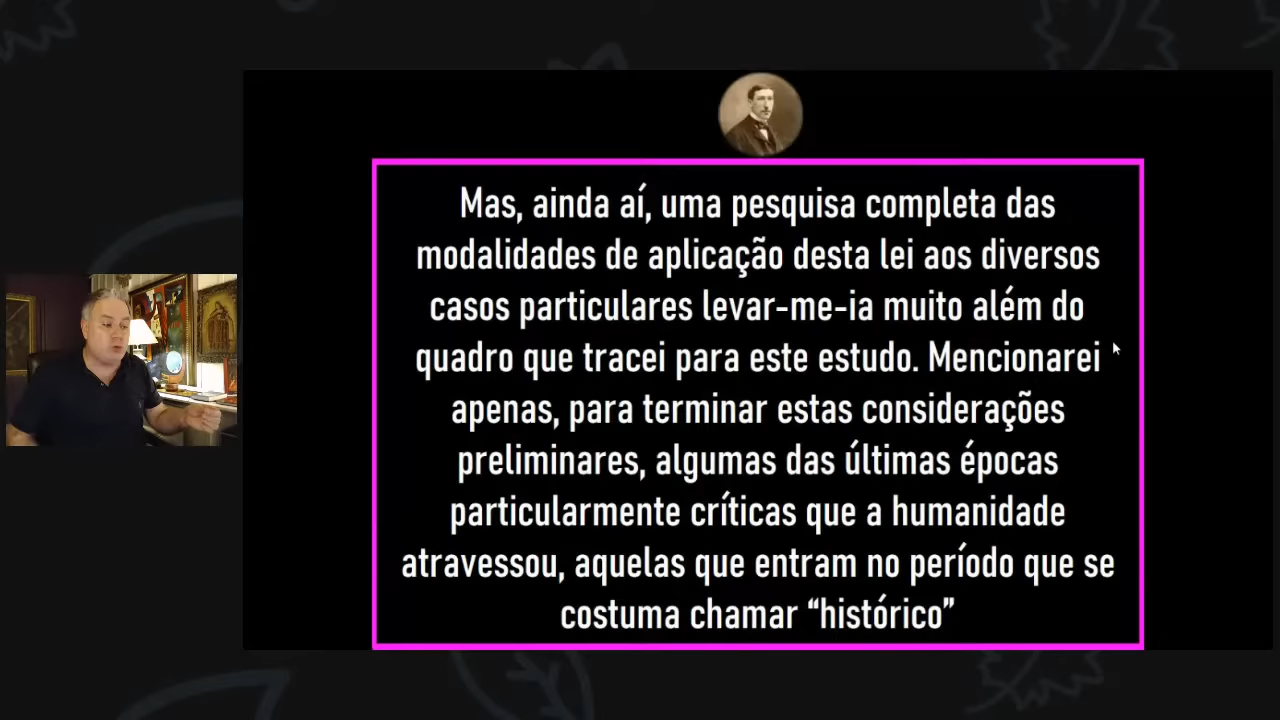 Mas, ainda aí, uma pesquisa completa das
modalidades de aplicação desta lei aos diversos
casos particulares levar-me-ia muito além do
quadro que tracei para este estudo. Mencionarei
apenas, para terminar estas considerações
preliminares, algumas das últimas épocas
particularmente críticas que a humanidade
atravessou, aquelas que entram no período que se
costuma chamar “histórico”